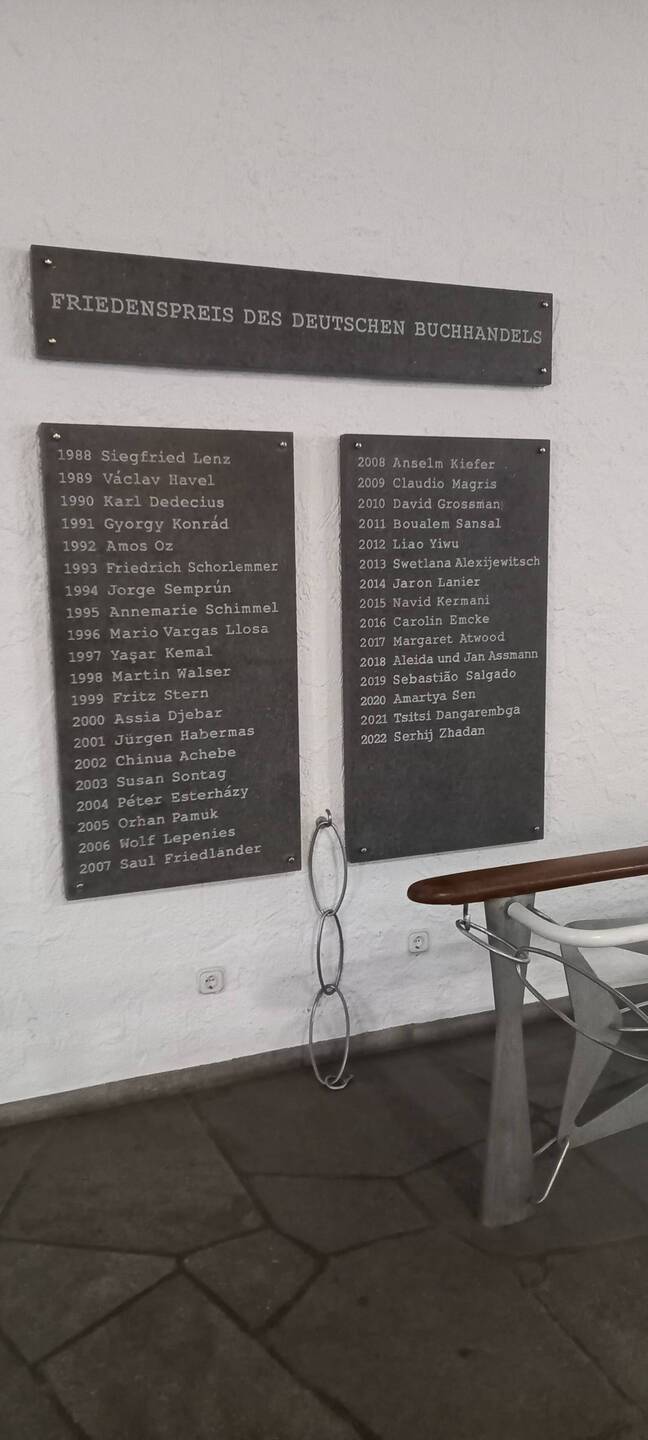 FRIEDENSPREIS DES DEUTSCHEN BUCHHANDELS
1988 Siegfried Lenz
1989 Václav Havel
1990 Karl Dedecius
1991 Gyorgy Konrád
1992 Amos Oz
1993 Friedrich Schorlemmer
1994 Jorge Semprún
1995 Annemarie Schimmel
1996 Mario Vargas Llosa
1997 Yaşar Kemal
1998 Martin Walser
1999 Fritz Stern
2000 Assia Djebar
2001 Jürgen Habermas
2002 Chinua Achebe
2003 Susan Sontag
2004 Péter Esterházy
2005 Orhan Pamuk
2006 Wolf Lepenies
2007 Saul Friedländer
2008 Anselm Kiefer
2009 Claudio Magris
2010 David Grossman
2011 Boualem Sansal
2012 Liao Yiwu
2013 Swetlana Alexijewitsch
2014 Jaron Lanier
2015 Navid Kermani
2016 Carolin Emcke
2017 Margaret Atwood
2018 Aleida und Jan Assmann
2019 Sebastião Salgado
2020 Amartya Sen
2021 Tsitsi Dangarembga
2022 Serhij Zhadan